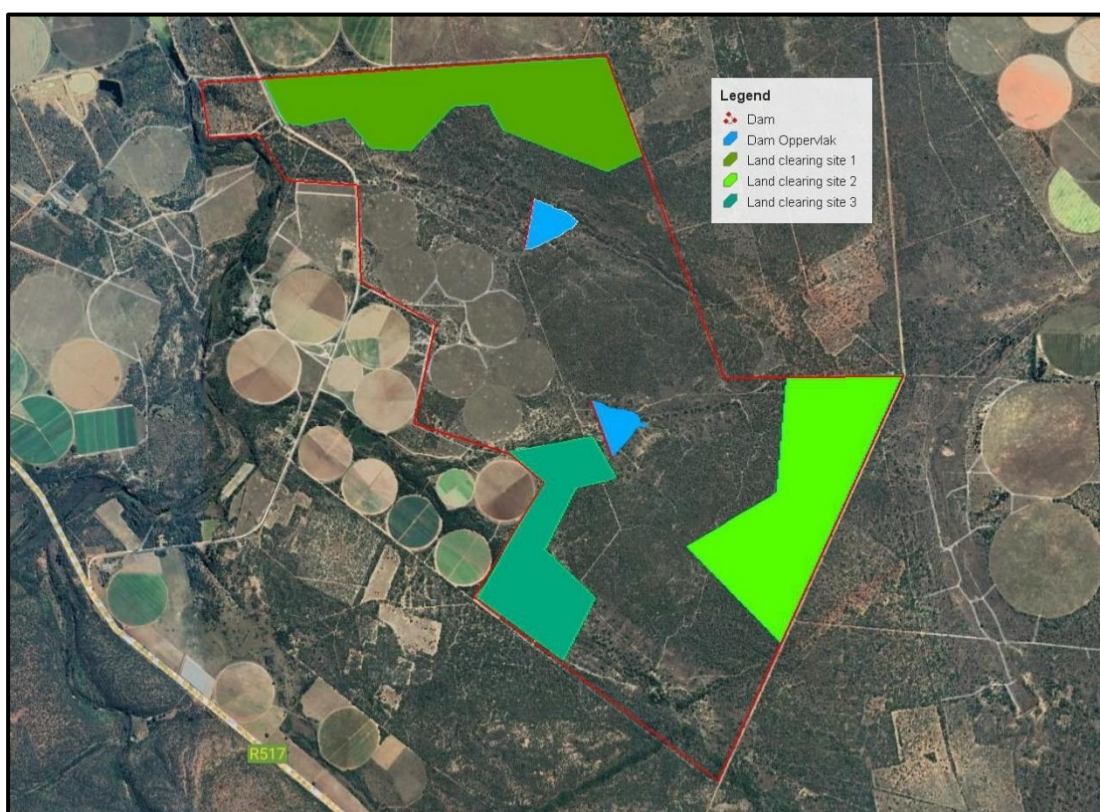 Legend
Dam
Dam Oppervlak
Land clearing site 1
Land clearing site 2
Land clearing site 3
R517